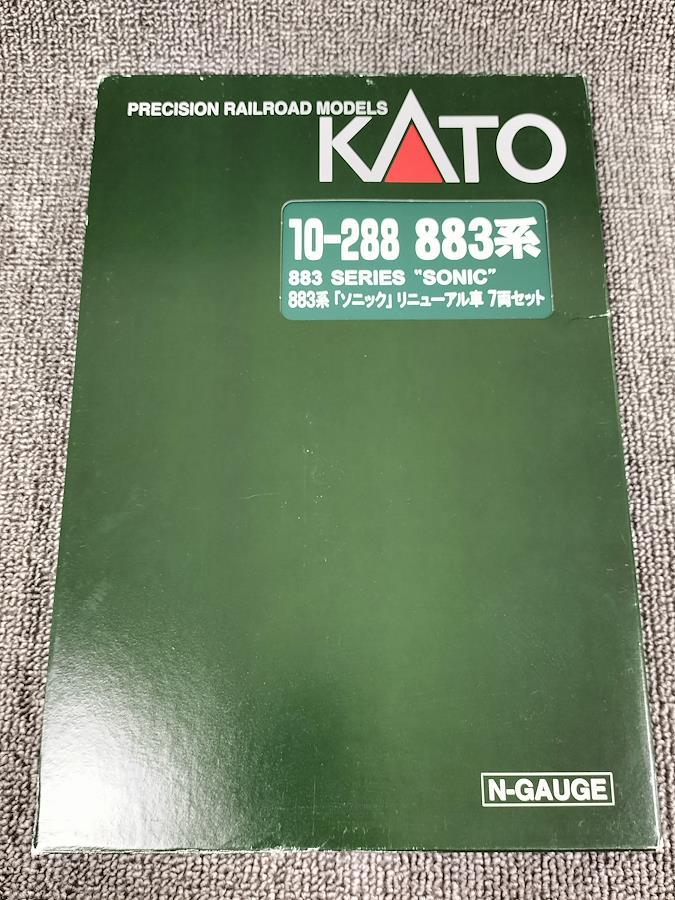 PRECISION RAILROAD MODELS
KATO
10-288 883系
883 SERIES "SONIC"
883系「ソニック」リニューアル車 7両セット
N-GAUGE